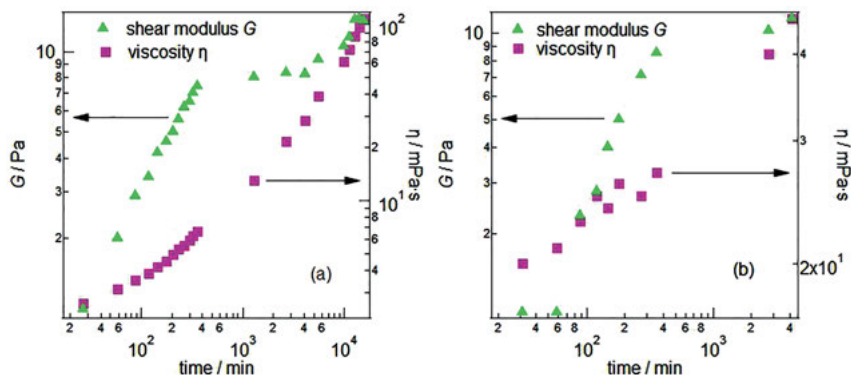 shear modulus G
viscosity η
10
9
8
7
6
5
4
3
2
G / Pa
10²
8
6
4
2
10¹
8
6
4
η / mPa·s
(a)
2 4 6 8 10² 2 4 6 8 10³ 2 4 6 8 10⁴
time / min
shear modulus G
viscosity η
10
9
8
7
6
5
4
3
2
G / Pa
4
3
2x10¹
η / mPa·s
(b)
2 4 6 8 10² 2 4 6 8 10³ 2 4
time / min